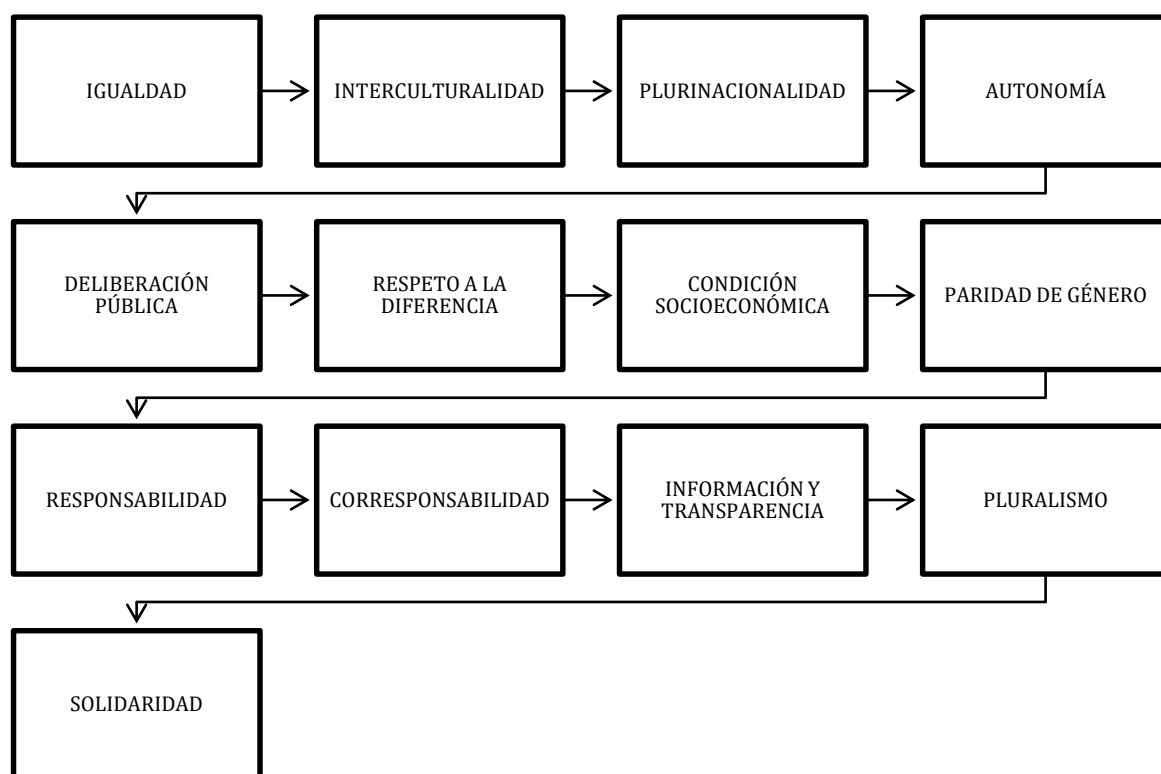 IGUALDAD
INTERCULTURALIDAD
PLURINACIONALIDAD
AUTONOMÍA
DELIBERACIÓN
PÚBLICA
RESPETO A LA
DIFERENCIA
CONDICIÓN
SOCIOECONÓMICA
PARIDAD DE GÉNERO
RESPONSABILIDAD
CORRESPONSABILIDAD
INFORMACIÓN Y
TRANSPARENCIA
PLURALISMO
SOLIDARIDAD